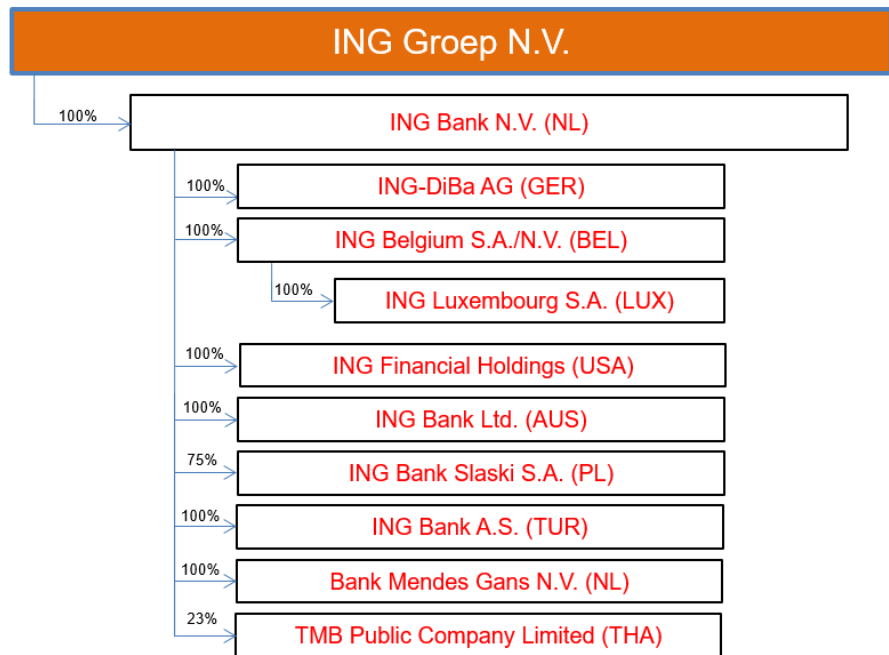 ING Groep N.V.
100%
ING Bank N.V. (NL)
100%
ING-DiBa AG (GER)
100%
ING Belgium S.A./N.V. (BEL)
100%
ING Luxembourg S.A. (LUX)
100%
ING Financial Holdings (USA)
100%
ING Bank Ltd. (AUS)
75%
ING Bank Slaski S.A. (PL)
100%
ING Bank A.S. (TUR)
100%
Bank Mendes Gans N.V. (NL)
23%
TMB Public Company Limited (THA)